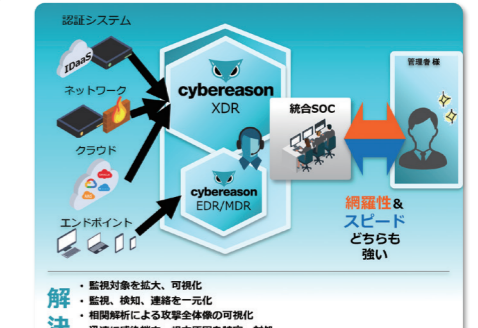 認証システム
IDaaS
ネットワーク
クラウド
エンドポイント
cybereason
XDR
cybereason
EDR/MDR
統合SOC
管理者様
網羅性&
スピード
どちらも
強い
解決
・監視対象を拡大、可視化
・監視、検知、連絡を一元化
・相関解析による攻撃全体像の可視化